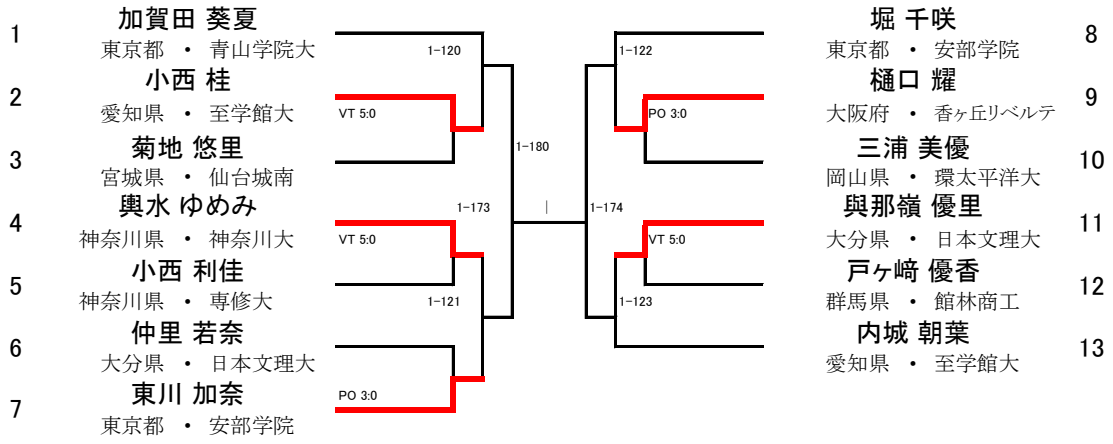 1
加賀田 葵夏
東京都 ・ 青山学院大
2
小西 桂
愛知県 ・ 至学館大
3
菊地 悠里
宮城県 ・ 仙台城南
4
輿水 ゆめみ
神奈川県 ・ 神奈川大
5
小西 利佳
神奈川県 ・ 専修大
6
仲里 若奈
大分県 ・ 日本文理大
7
東川 加奈
東京都 ・ 安部学院
1-120
VT 5:0
1-180
1-173
VT 5:0
1-121
PO 3:0
|
1-122
PO 3:0
1-174
VT 5:0
1-123
堀 千咲
東京都 ・ 安部学院
8
樋口 耀
大阪府 ・ 香ヶ丘リベルテ
9
三浦 美優
岡山県 ・ 環太平洋大
10
與那嶺 優里
大分県 ・ 日本文理大
11
戸ヶ﨑 優香
群馬県 ・ 館林商工
12
内城 朝葉
愛知県 ・ 至学館大
13